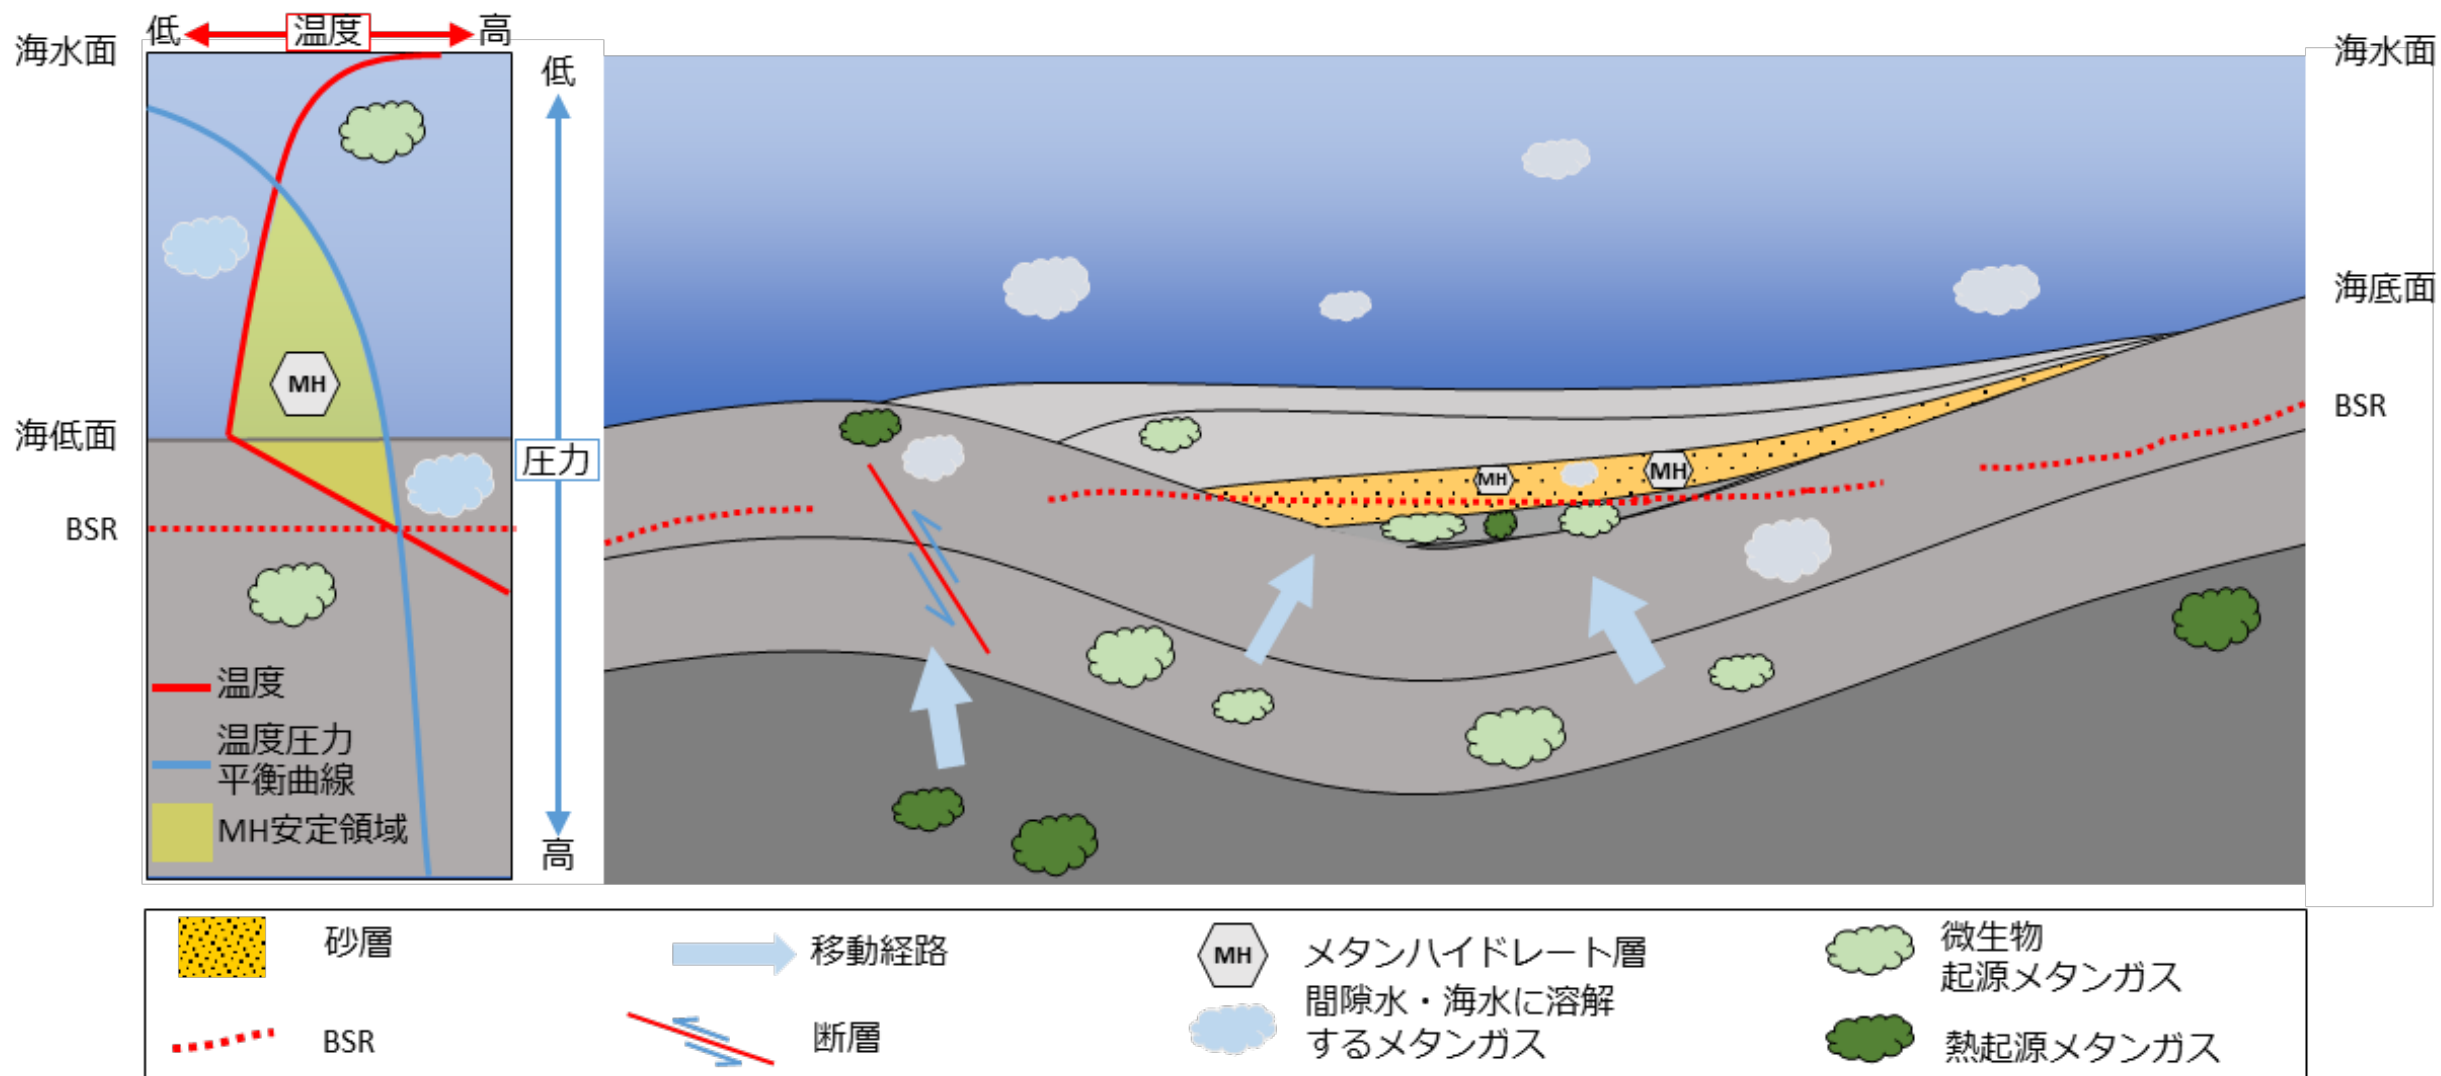 低
温度
高
海水面
低
海低面
圧力
BSR
MH
温度
温度圧力
平衡曲線
MH安定領域
高
海水面
海底面
BSR
MH
MH
砂層
移動経路
MH
メタンハイドレート層
微生物
起源メタンガス
BSR
断層
間隙水・海水に溶解
するメタンガス
熱起源メタンガス